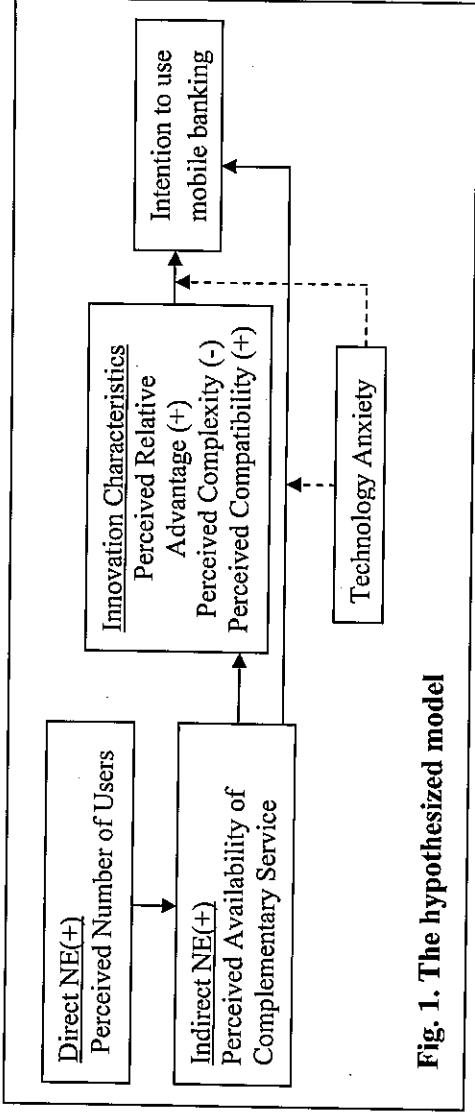 Direct NE(+)
Perceived Number of Users
Indirect NE(+)
Perceived Availability of
Complementary Service
Innovation Characteristics
Perceived Relative
Advantage (+)
Perceived Complexity (-)
Perceived Compatibility (+)
Technology Anxiety
Intention to use
mobile banking
Fig. 1. The hypothesized model